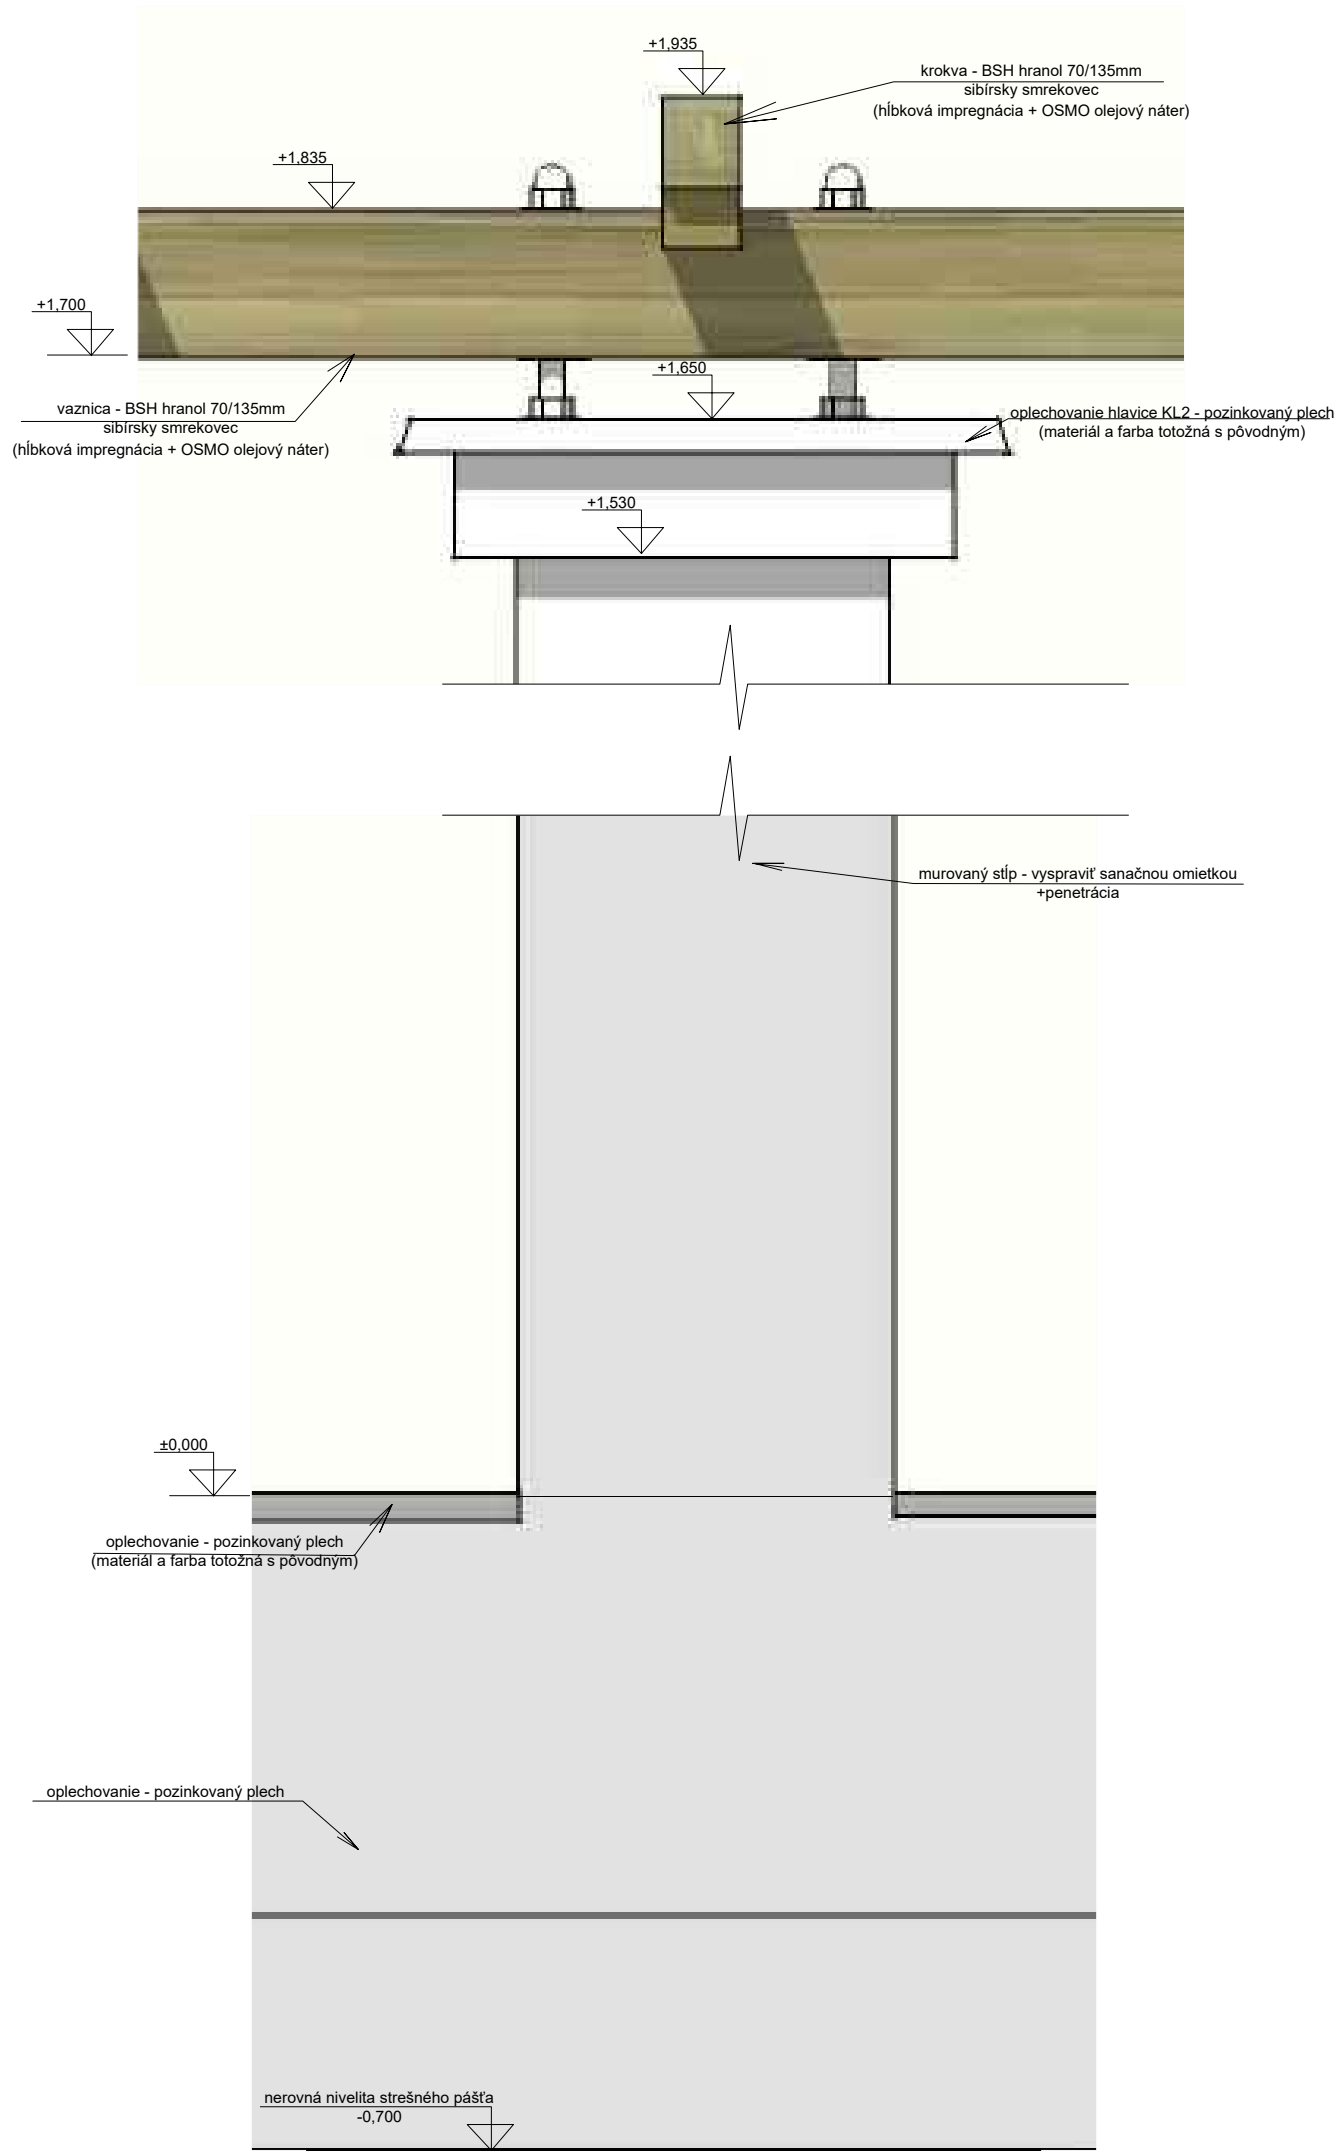 +1,935
krokva - BSH hranol 70/135mm
sibírsky smrekovec
(hĺbková impregnácia + OSMO olejový náter)
+1,835
+1,700
+1,650
vaznica - BSH hranol 70/135mm
sibírsky smrekovec
(hĺbková impregnácia + OSMO olejový náter)
oplechovanie hlavice KL2 - pozinkovaný plech
(materiál a farba totožná s pôvodným)
+1,530
murovaný stĺp - vyspraviť sanačnou omietkou
+penetrácia
±0,000
oplechovanie - pozinkovaný plech
(materiál a farba totožná s pôvodným)
oplechovanie - pozinkovaný plech
nerovná nivelita strešného pášťa
-0,700